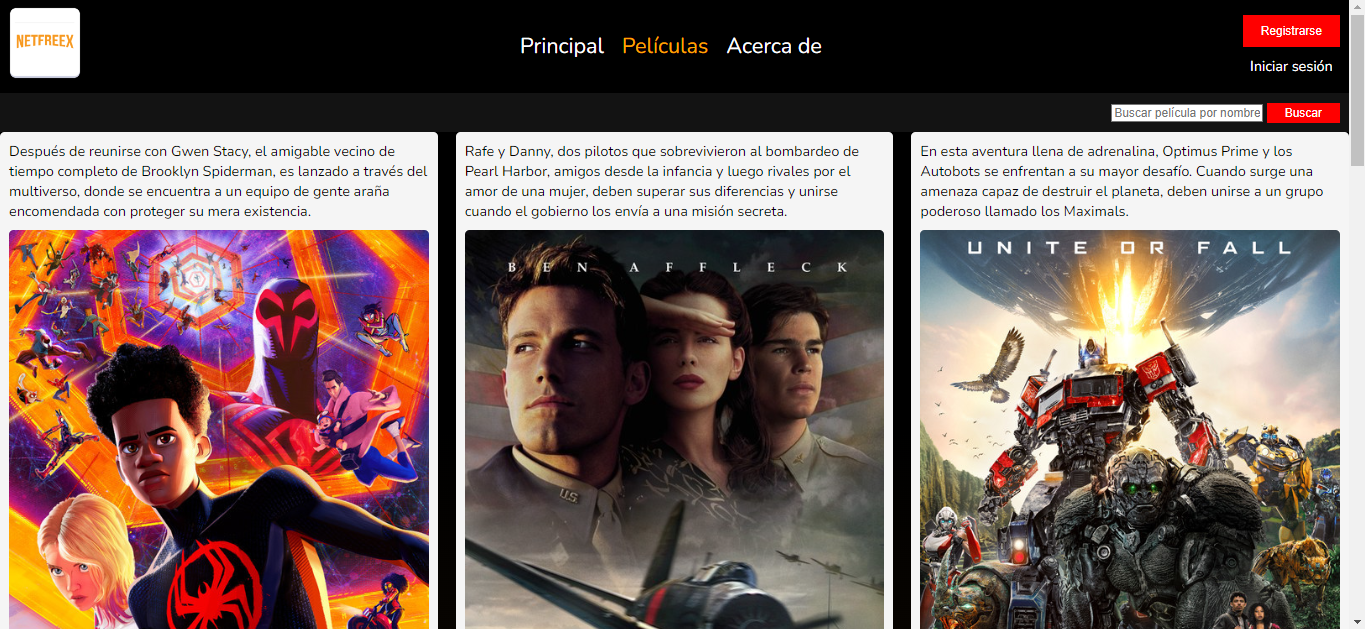 NETFREEX
Principal
Películas
Acerca de
Registrarse
Iniciar sesión
Buscar película por nombre
Buscar
Después de reunirse con Gwen Stacy, el amigable vecino de
tiempo completo de Brooklyn Spiderman, es lanzado a través del
multiverso, donde se encuentra a un equipo de gente araña
encomendada con proteger su mera existencia.
Rafe y Danny, dos pilotos que sobrevivieron al bombardeo de
Pearl Harbor, amigos desde la infancia y luego rivales por el
amor de una mujer, deben superar sus diferencias y unirse
cuando el gobierno los envía a una misión secreta.
BEN AFFLECK
U.S.
En esta aventura llena de adrenalina, Optimus Prime y los
Autobots se enfrentan a su mayor desafío. Cuando surge una
amenaza capaz de destruir el planeta, deben unirse a un grupo
poderoso llamado los Maximals.
UNITE OR FALL